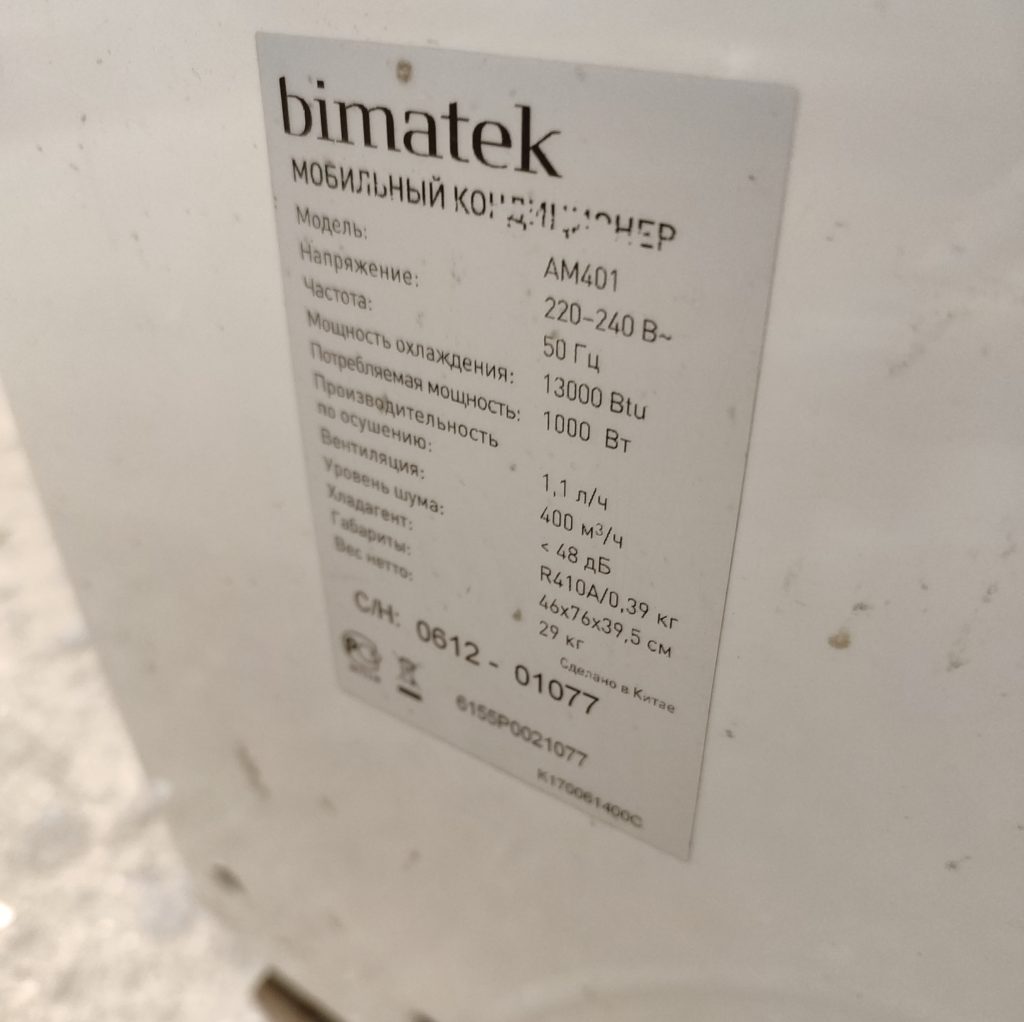 bimatek
МОБИЛЬНЫЙ КОНДИЦИОНЕР
Модель: AM401
Напряжение: 220-240 В~
Частота: 50 Гц
Мощность охлаждения: 13000 Btu
Потребляемая мощность: 1000 Вт
Производительность
по осушению: 1,1 л/ч
Вентиляция: 400 м³/ч
Уровень шума: < 48 дБ
Хладагент: R410A/0,39 кг
Габариты: 46x76x39,5 см
Вес нетто: 29 кг
Сделано в Китае
С/Н: 0612 - 01077
6155P0021077
K170061400C